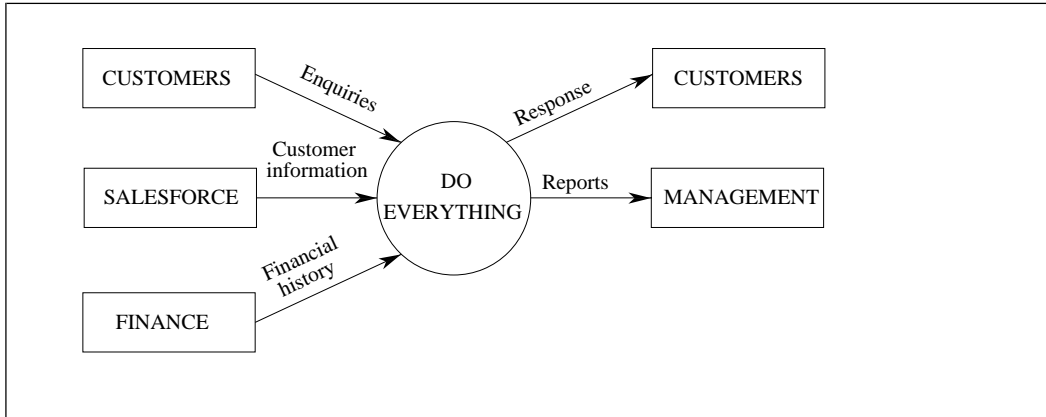 CUSTOMERS
Enquiries
Customer
information
SALESFORCE
Financial
history
FINANCE
DO
EVERYTHING
Response
CUSTOMERS
Reports
MANAGEMENT